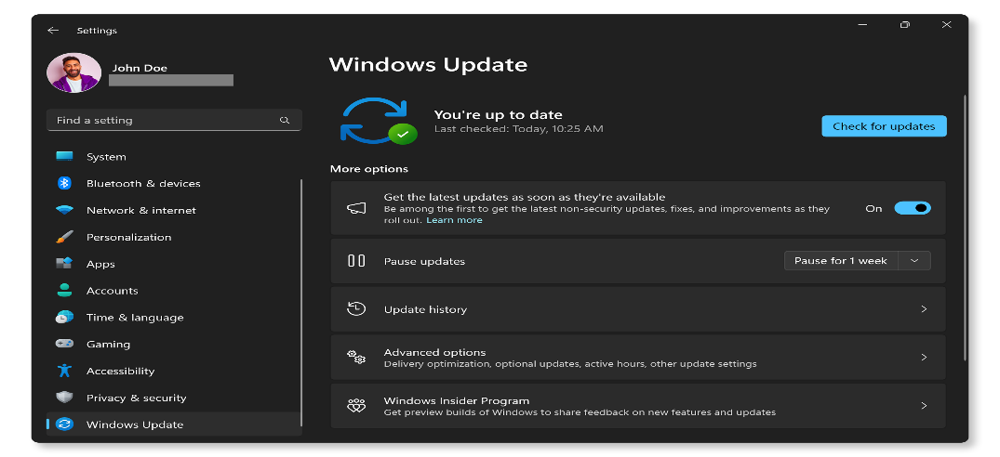 Settings
John Doe
Find a setting
System
Bluetooth & devices
Network & internet
Personalization
Apps
Accounts
Time & language
Gaming
Accessibility
Privacy & security
Windows Update
Windows Update
You're up to date
Last checked: Today, 10:25 AM
Check for updates
More options
Get the latest updates as soon as they're available
Be among the first to get the latest non-security updates, fixes, and improvements as they
roll out. Learn more
On
Pause updates
Pause for 1 week
Update history
Advanced options
Delivery optimization, optional updates, active hours, other update settings
Windows Insider Program
Get preview builds of Windows to share feedback on new features and updates